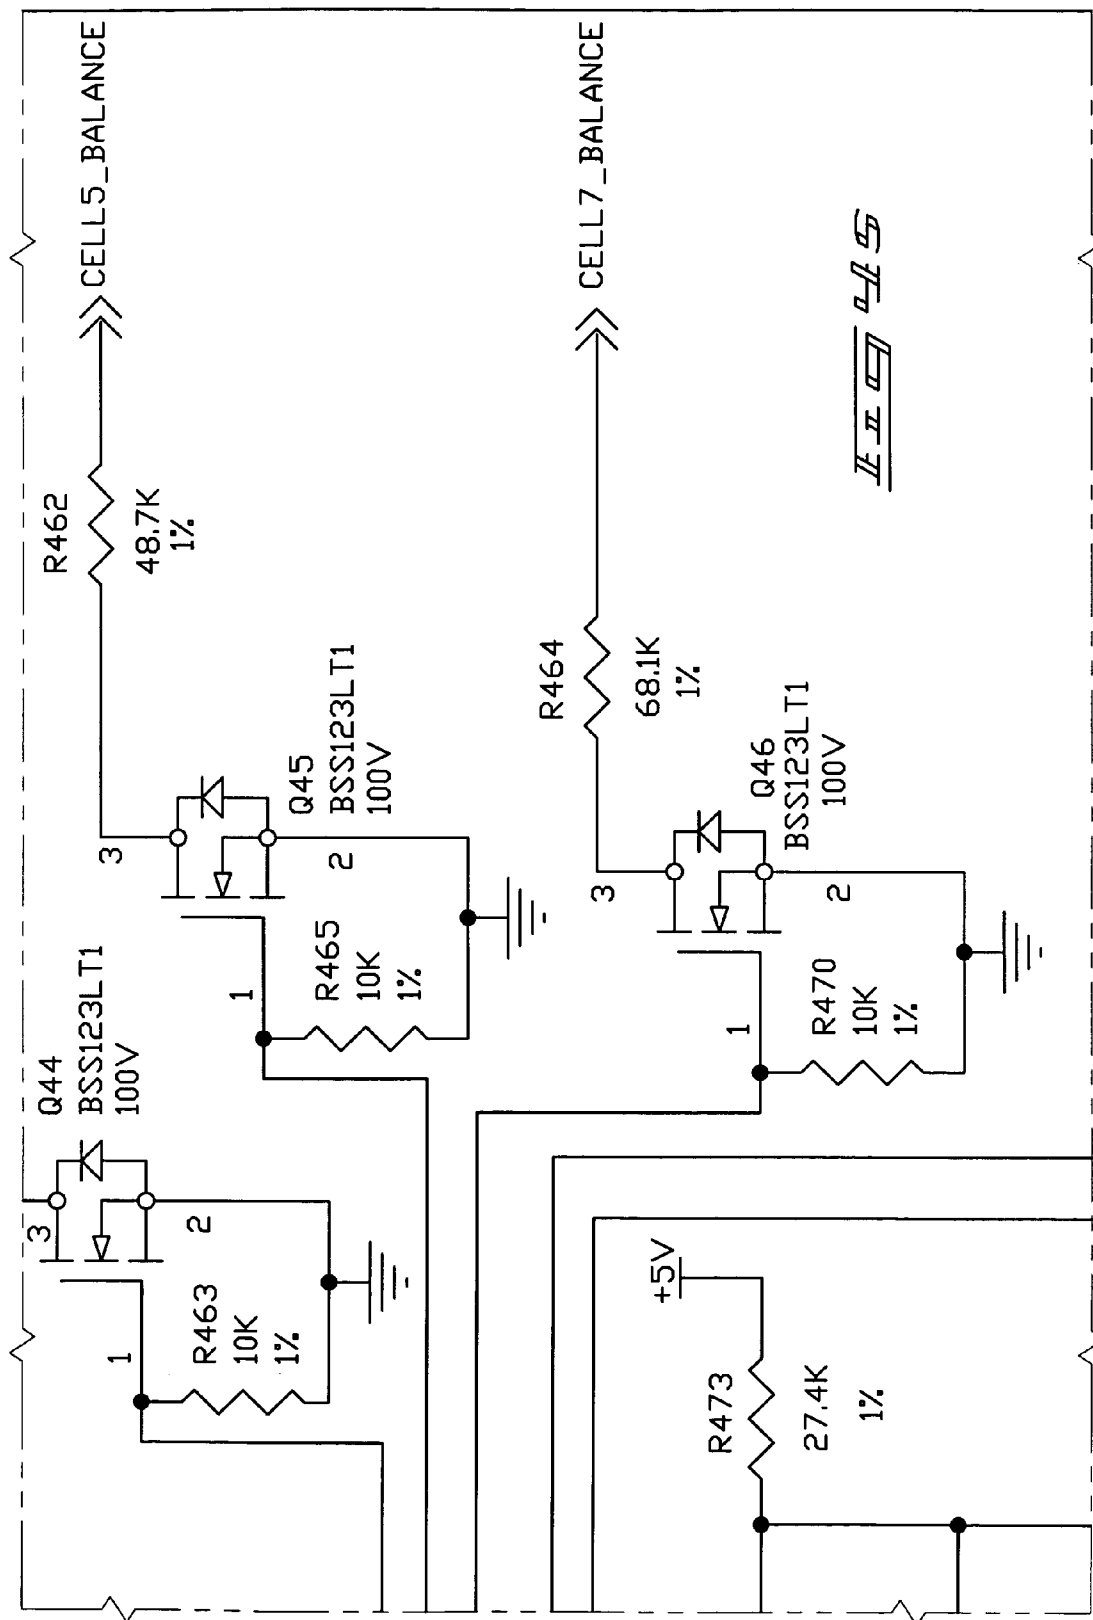 CELL5_BALANCE
R462
48.7K
1%
3
Q45
BSS123LT1
100V
2
1
R465
10K
1%
Q44
BSS123LT1
100V
3
2
1
R463
10K
1%
CELL7_BALANCE
R464
68.1K
1%
3
Q46
BSS123LT1
100V
2
1
R470
10K
1%
+5V
R473
27.4K
1%
FIG 4S